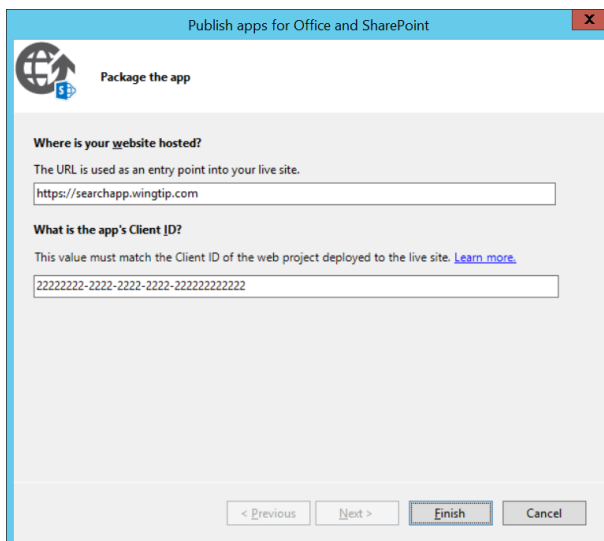 Publish apps for Office and SharePoint
x
Package the app
Where is your website hosted?
The URL is used as an entry point into your live site.
https://searchapp.wingtip.com
What is the app's Client ID?
This value must match the Client ID of the web project deployed to the live site. Learn more.
22222222-2222-2222-2222-222222222222
< Previous Next > Finish Cancel